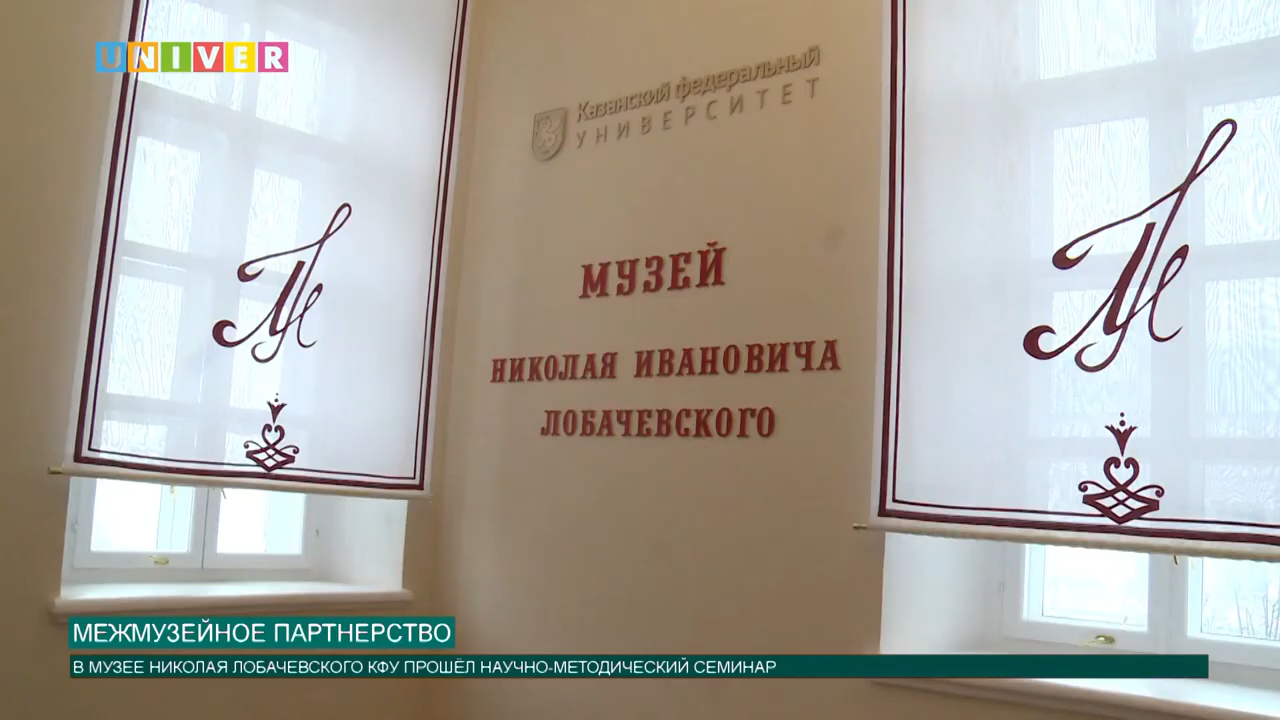 UNIVER
Казанский федеральный
УНИВЕРСИТЕТ
МУЗЕЙ
НИКОЛАЯ ИВАНОВИЧА
ЛОБАЧЕВСКОГО
МЕЖМУЗЕЙНОЕ ПАРТНЕРСТВО
В МУЗЕЕ НИКОЛАЯ ЛОБАЧЕВСКОГО КФУ ПРОШЁЛ НАУЧНО-МЕТОДИЧЕСКИЙ СЕМИНАР